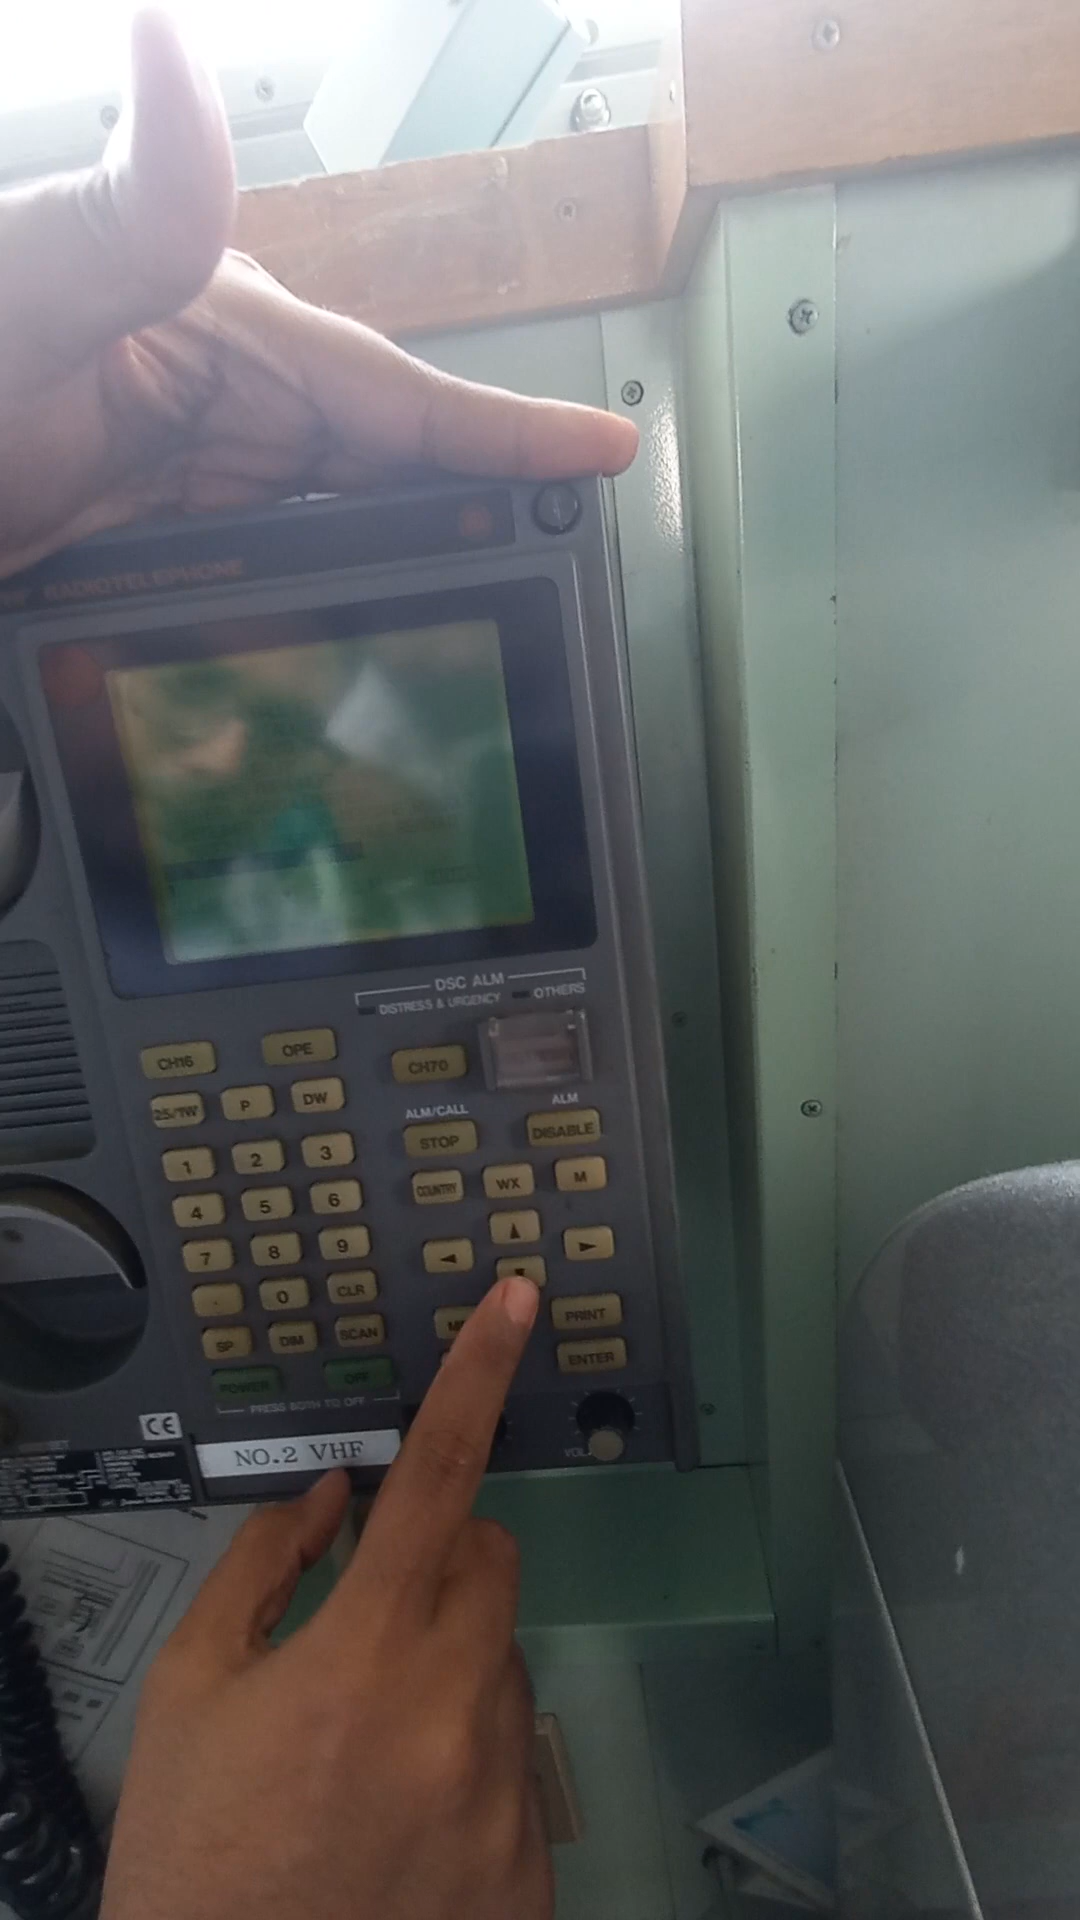 RADIOTELEPHONE
DSC ALM
DISTRESS & URGENCY OTHERS
CH16 OPE CH70
25/1W P DW
ALM/CALL ALM
STOP DISABLE
1 2 3
COUNTRY WX M
4 5 6
▲
7 8 9
◄ ►
▼
. 0 CLR
PRINT
SP DIM SCAN
ENTER
POWER OFF
PRESS BOTH TO OFF
CE
NO.2 VHF
VOL